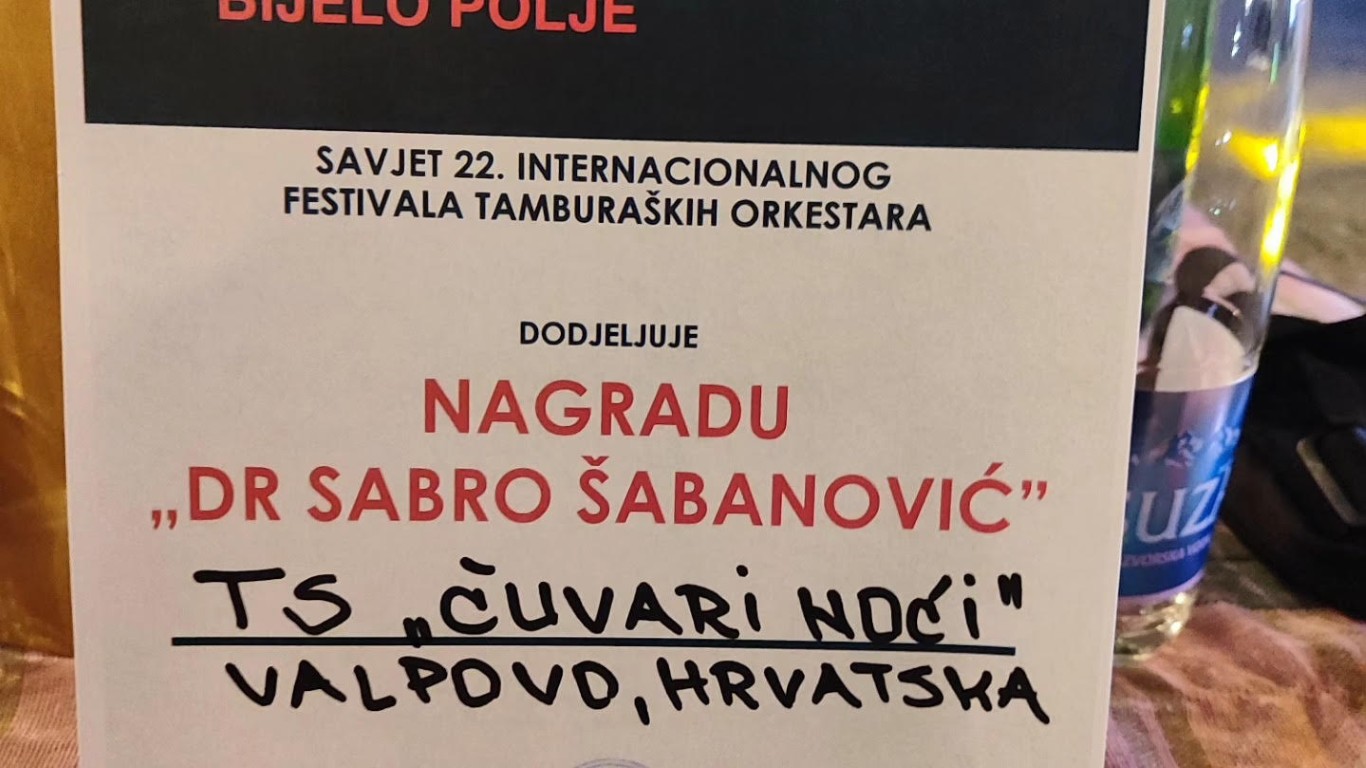 BIJELO POLJE
SAVJET 22. INTERNACIONALNOG
FESTIVALA TAMBURAŠKIH ORKESTARA
DODJELJUJE
NAGRADU
„DR SABRO ŠABANOVIĆ”
TS „ČUVARi NOĆi"
VALPOVO, HRVATSKA